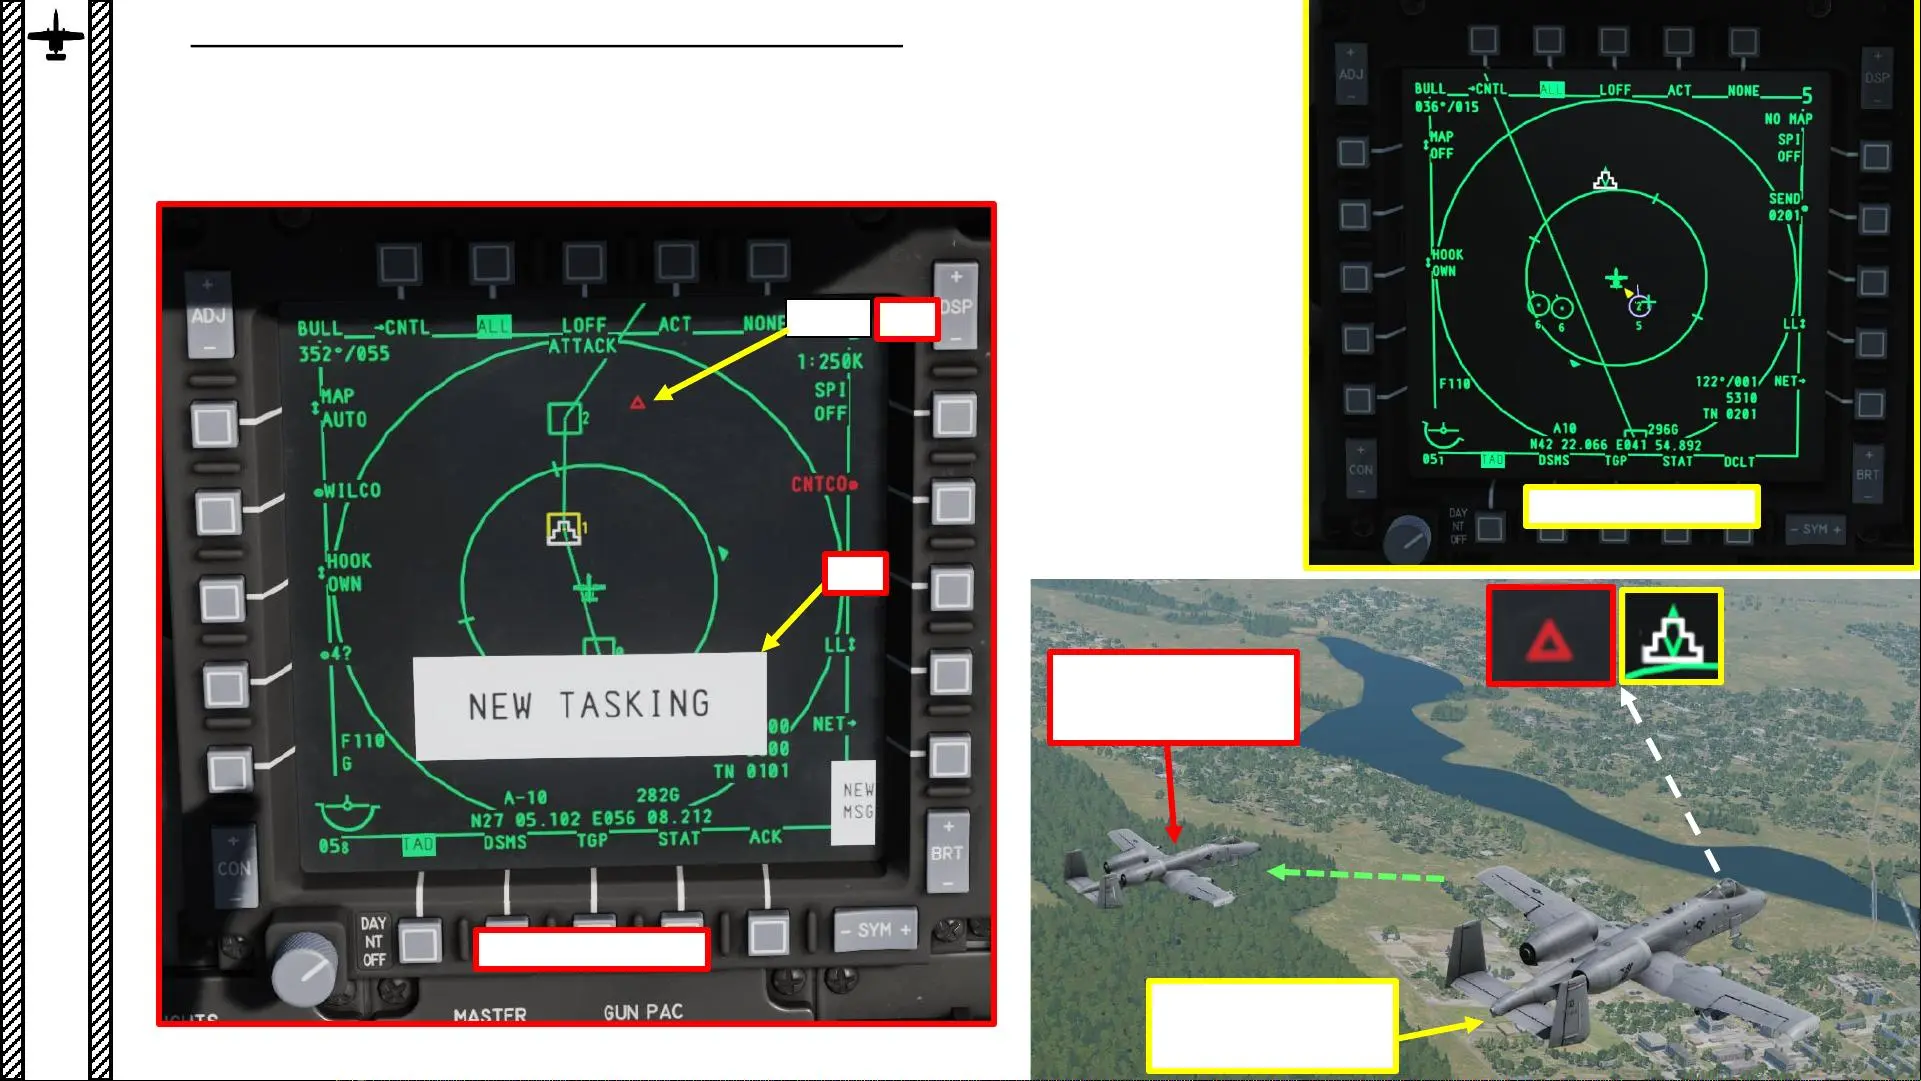 ADJ
DSP
BULL →CNTL ALL LOFF ACT NONE
352°/055
ATTACK
1:250K
MAP
AUTO
SPI
OFF
2
WILCO
CNTCO
1
HOOK
OWN
4?
LL
NEW TASKING
F110
G
00
00
NET→
TN 0101
NEW
MSG
A-10 282G
N27 05.102 E056 08.212
058 TAD DSMS TGP STAT ACK
CON
BRT
DAY
NT
OFF
- SYM +
MASTER
GUN PAC
ADJ
DSP
BULL →CNTL ALL LOFF ACT NONE 5
036°/015
NO MAP
MAP
OFF
SPI
OFF
SEND
0201
HOOK
OWN
6 6 5
LL
F110
122°/001 NET→
5310
TN 0201
A10 296G
N42 22.066 E041 54.892
051 TAD DSMS TGP STAT DCLT
CON
BRT
DAY
NT
OFF
- SYM +